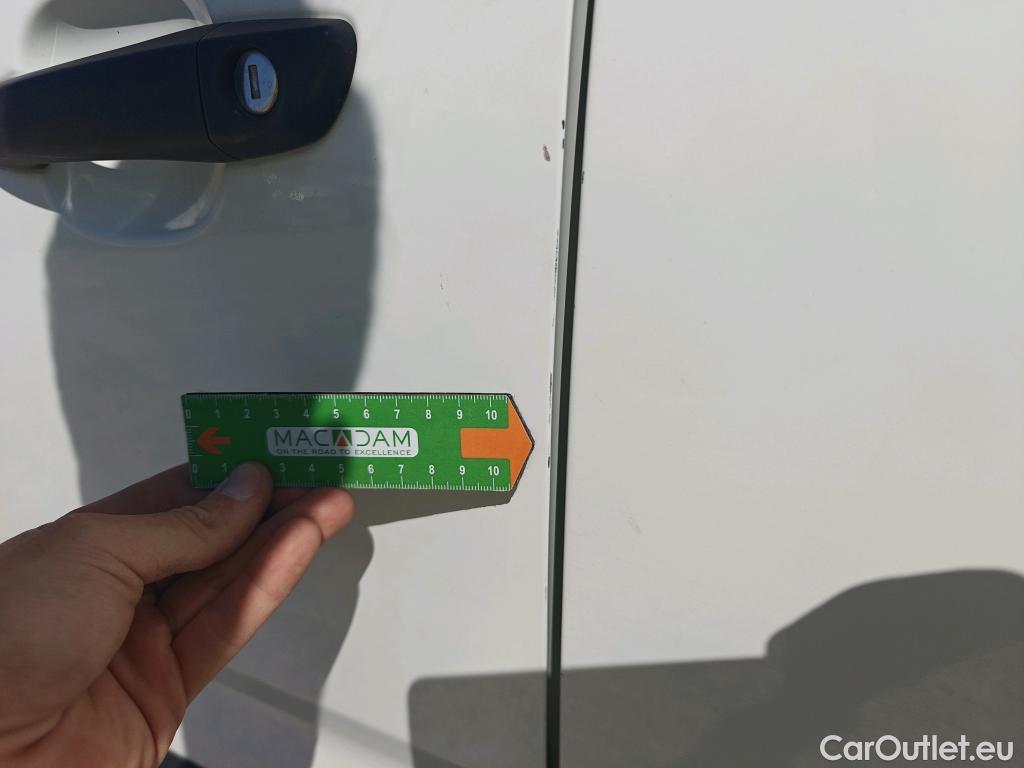 0 1 2 3 4 5 6 7 8 9 10
MACADAM
ON THE ROAD TO EXCELLENCE
0 1 3 4 5 6 7 8 9 10
CarOutlet.eu